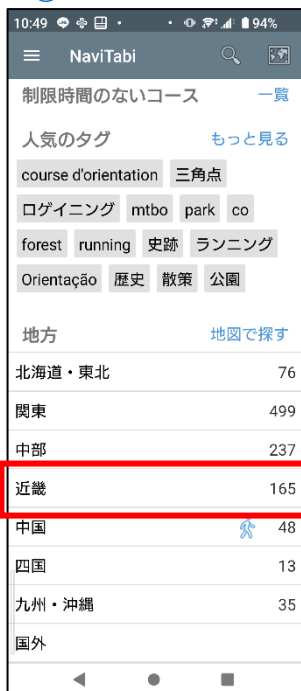 10:49 94%
NaviTabi
制限時間のないコース 一覧
人気のタグ もっと見る
course d'orientation 三角点
ロゲイニング mtbo park co
forest running 史跡 ランニング
Orientação 歴史 散策 公園
地方 地図で探す
北海道・東北 76
関東 499
中部 237
近畿 165
中国 48
四国 13
九州・沖縄 35
国外